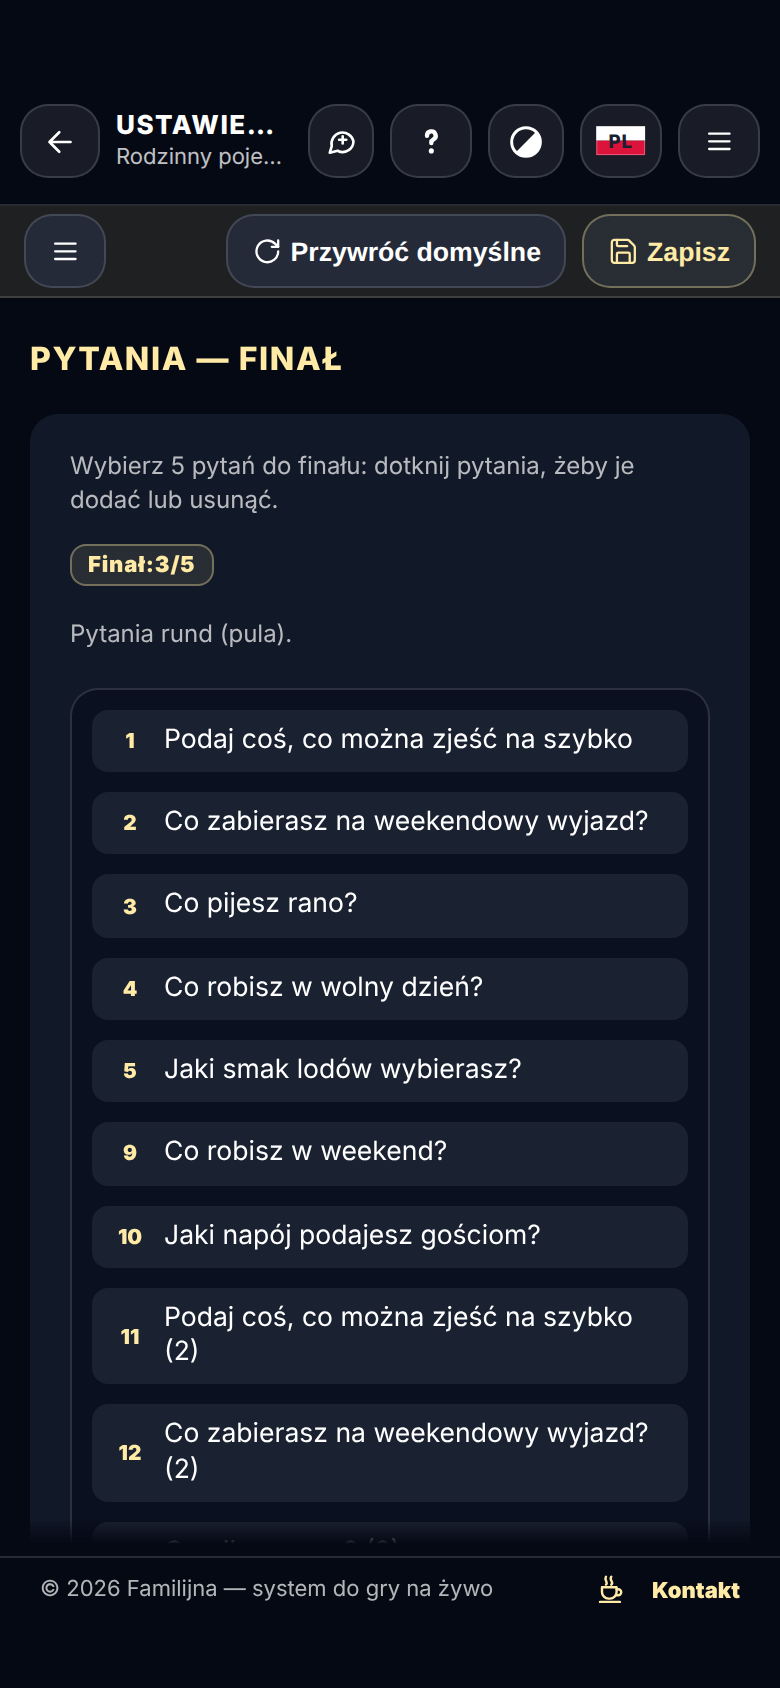 USTAWIE...
Rodzinny poje...
?
PL
Przywróć domyślne
Zapisz
PYTANIA — FINAŁ
Wybierz 5 pytań do finału: dotknij pytania, żeby je
dodać lub usunąć.
Finał:3/5
Pytania rund (pula).
1 Podaj coś, co można zjeść na szybko
2 Co zabierasz na weekendowy wyjazd?
3 Co pijesz rano?
4 Co robisz w wolny dzień?
5 Jaki smak lodów wybierasz?
9 Co robisz w weekend?
10 Jaki napój podajesz gościom?
11 Podaj coś, co można zjeść na szybko
(2)
12 Co zabierasz na weekendowy wyjazd?
(2)
© 2026 Familijna — system do gry na żywo
Kontakt